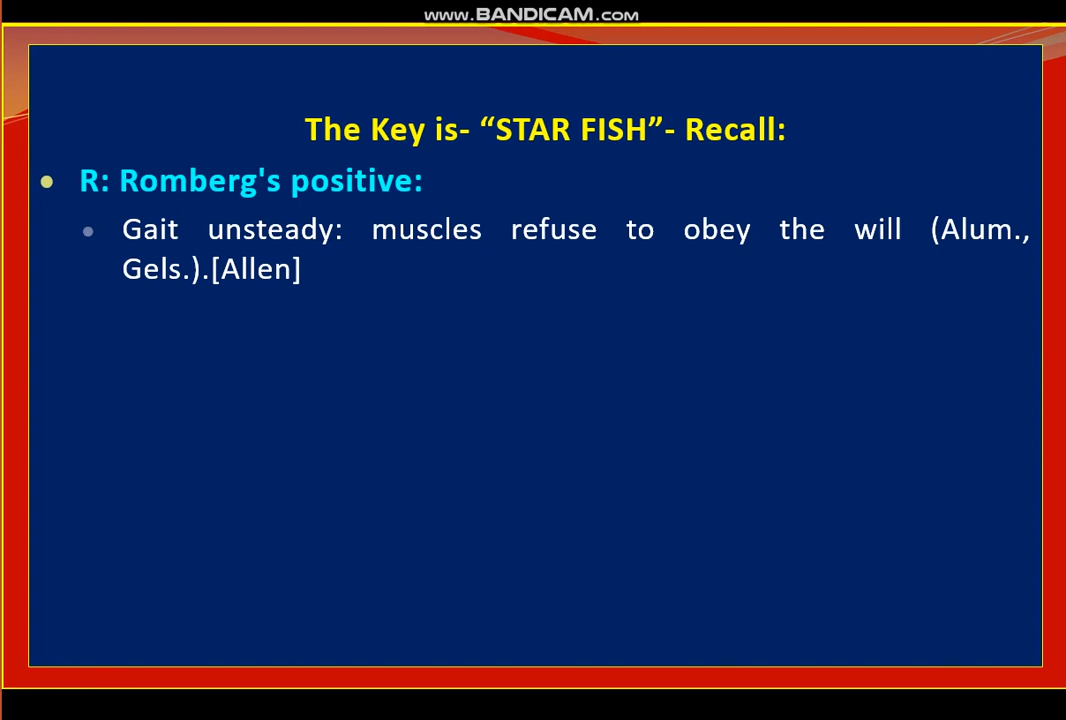 www.BANDICAM.com
The Key is- “STAR FISH”- Recall:
R: Romberg's positive:
Gait unsteady: muscles refuse to obey the will (Alum.,
Gels.).[Allen]